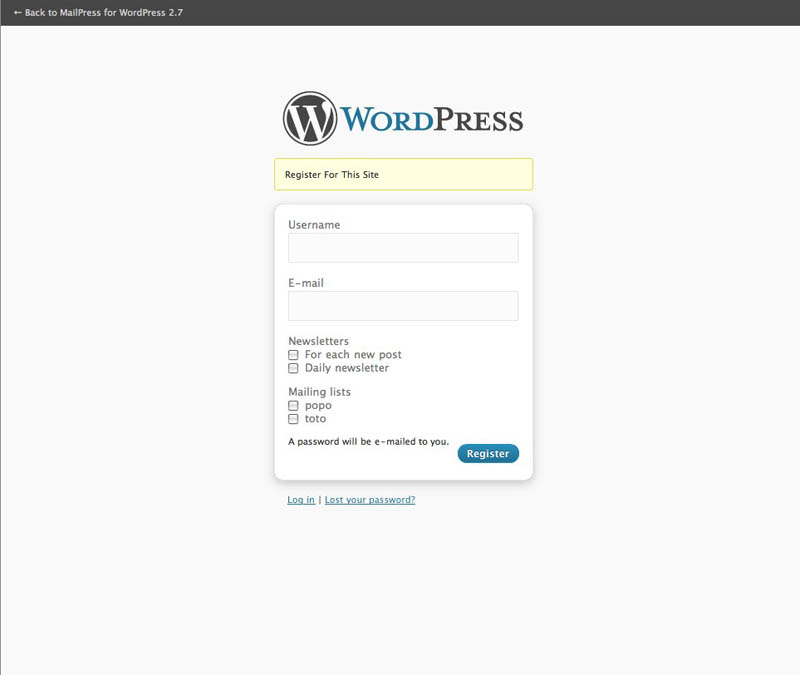 ← Back to MailPress for WordPress 2.7
WORDPRESS
Register For This Site
Username
E-mail
Newsletters
For each new post
Daily newsletter
Mailing lists
popo
toto
A password will be e-mailed to you.
Register
Log in | Lost your password?